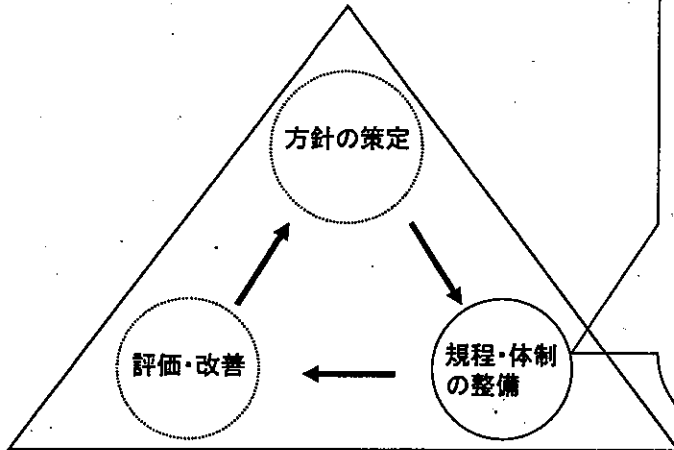 方針の策定
評価・改善
規程・体制
の整備